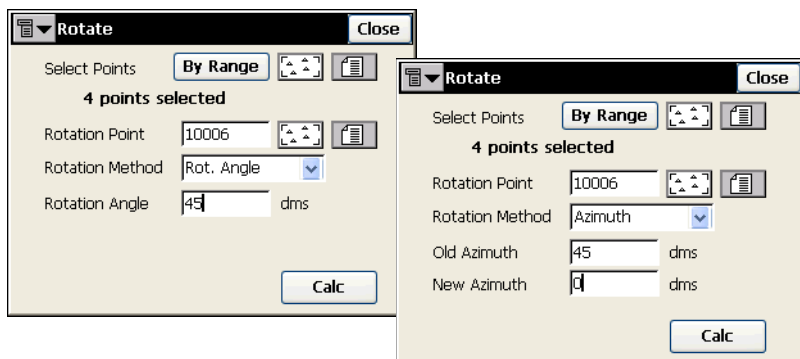 Rotate Close
Select Points By Range
4 points selected
Rotation Point 10006
Rotation Method Rot. Angle
Rotation Angle 45 dms
Calc
Rotate Close
Select Points By Range
4 points selected
Rotation Point 10006
Rotation Method Azimuth
Old Azimuth 45 dms
New Azimuth 0 dms
Calc